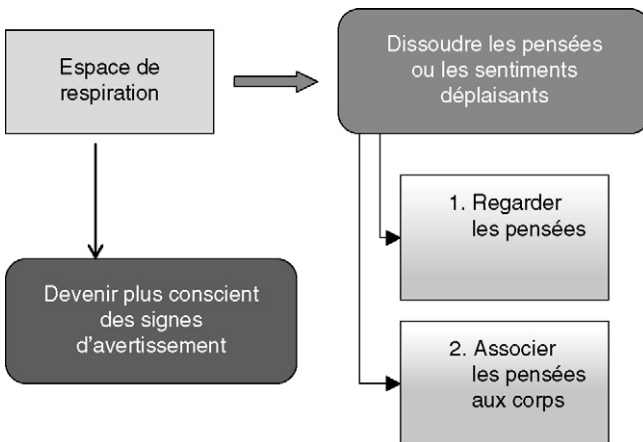 Espace de
respiration
Dissoudre les pensées
ou les sentiments
déplaisants
1. Regarder
les pensées
Devenir plus conscient
des signes
d'avertissement
2. Associer
les pensées
aux corps